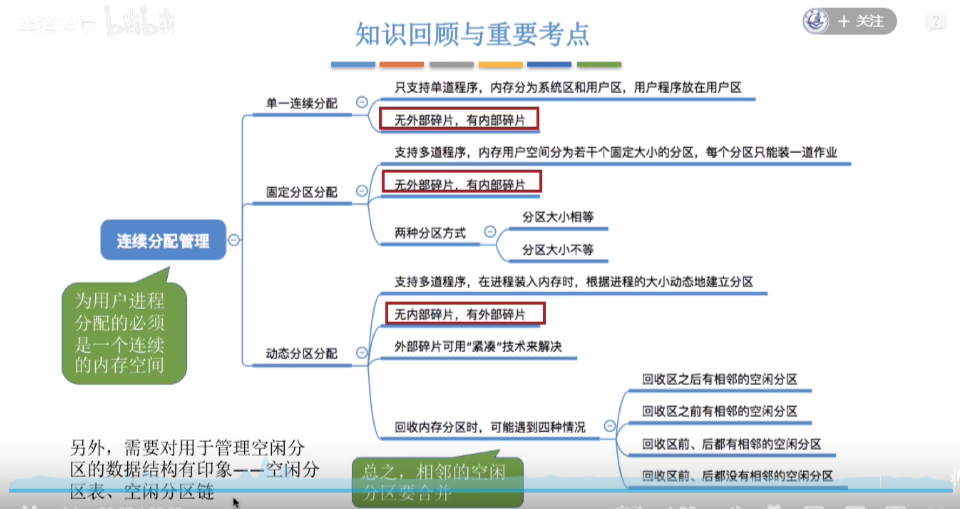 bilibili
+ 关注
知识回顾与重要考点
单一连续分配
只支持单道程序，内存分为系统区和用户区，用户程序放在用户区
无外部碎片，有内部碎片
固定分区分配
支持多道程序，内存用户空间分为若干个固定大小的分区，每个分区只能装一道作业
无外部碎片，有内部碎片
两种分区方式
分区大小相等
分区大小不等
连续分配管理
为用户进程
分配的必须
是一个连续
的内存空间
动态分区分配
支持多道程序，在进程装入内存时，根据进程的大小动态地建立分区
无内部碎片，有外部碎片
外部碎片可用“紧凑”技术来解决
回收内存分区时，可能遇到四种情况
回收区之后有相邻的空闲分区
回收区之前有相邻的空闲分区
回收区前、后都有相邻的空闲分区
回收区前、后都没有相邻的空闲分区
另外，需要对用于管理空闲分
区的数据结构有印象——空闲分
区表、空闲分区链
总之，相邻的空闲
分区要合并